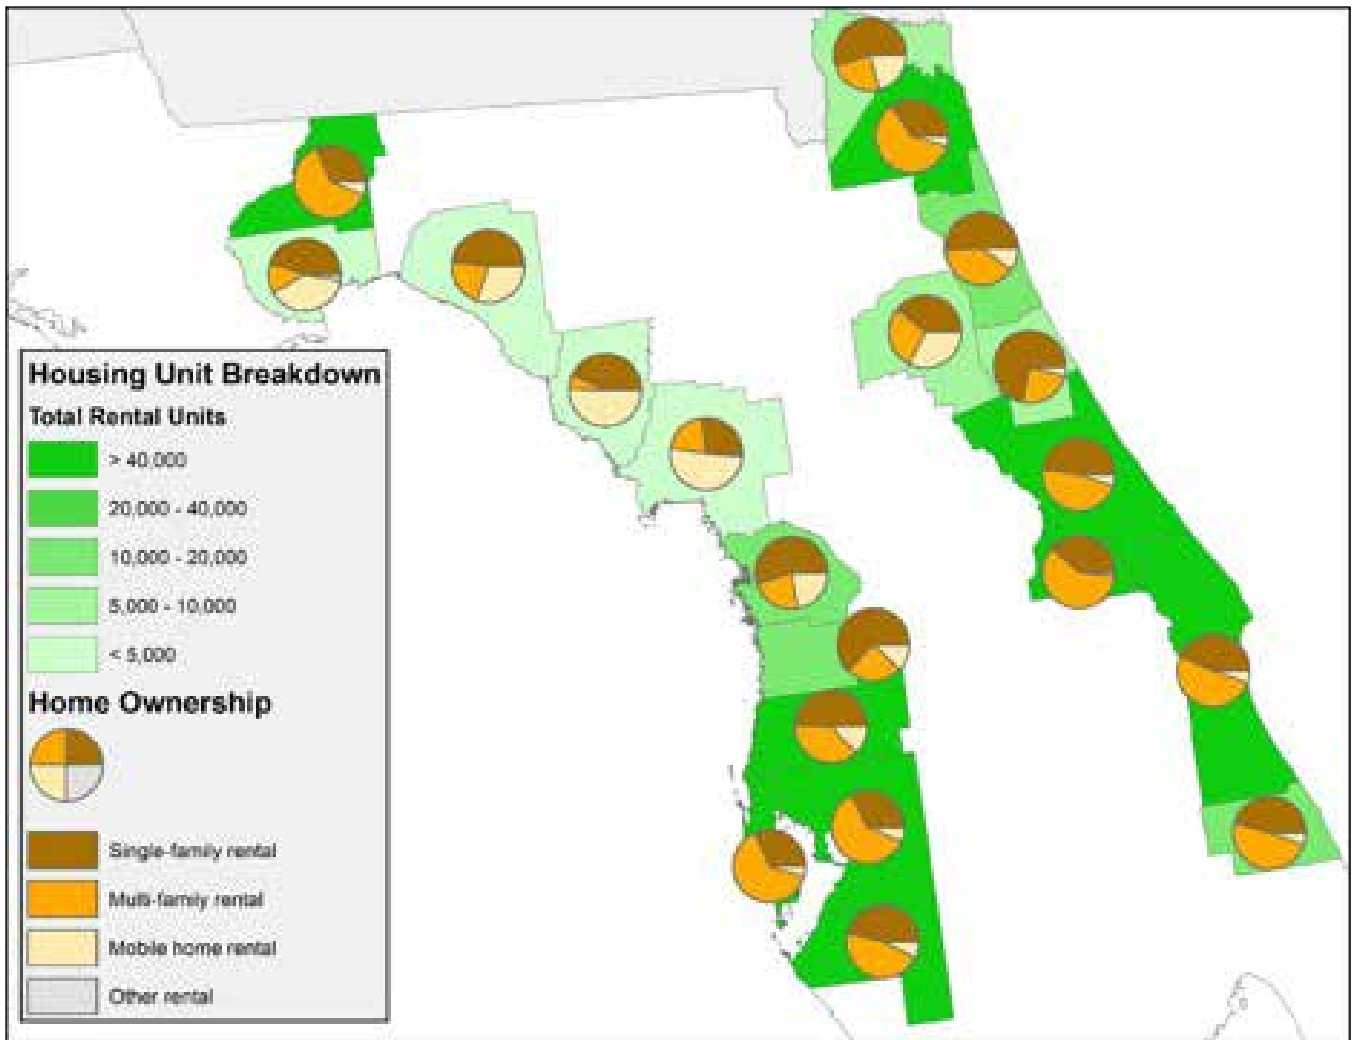 Housing Unit Breakdown
Total Rental Units
> 40,000
20,000 - 40,000
10,000 - 20,000
5,000 - 10,000
< 5,000
Home Ownership
Single-family rental
Multi-family rental
Mobile home rental
Other rental